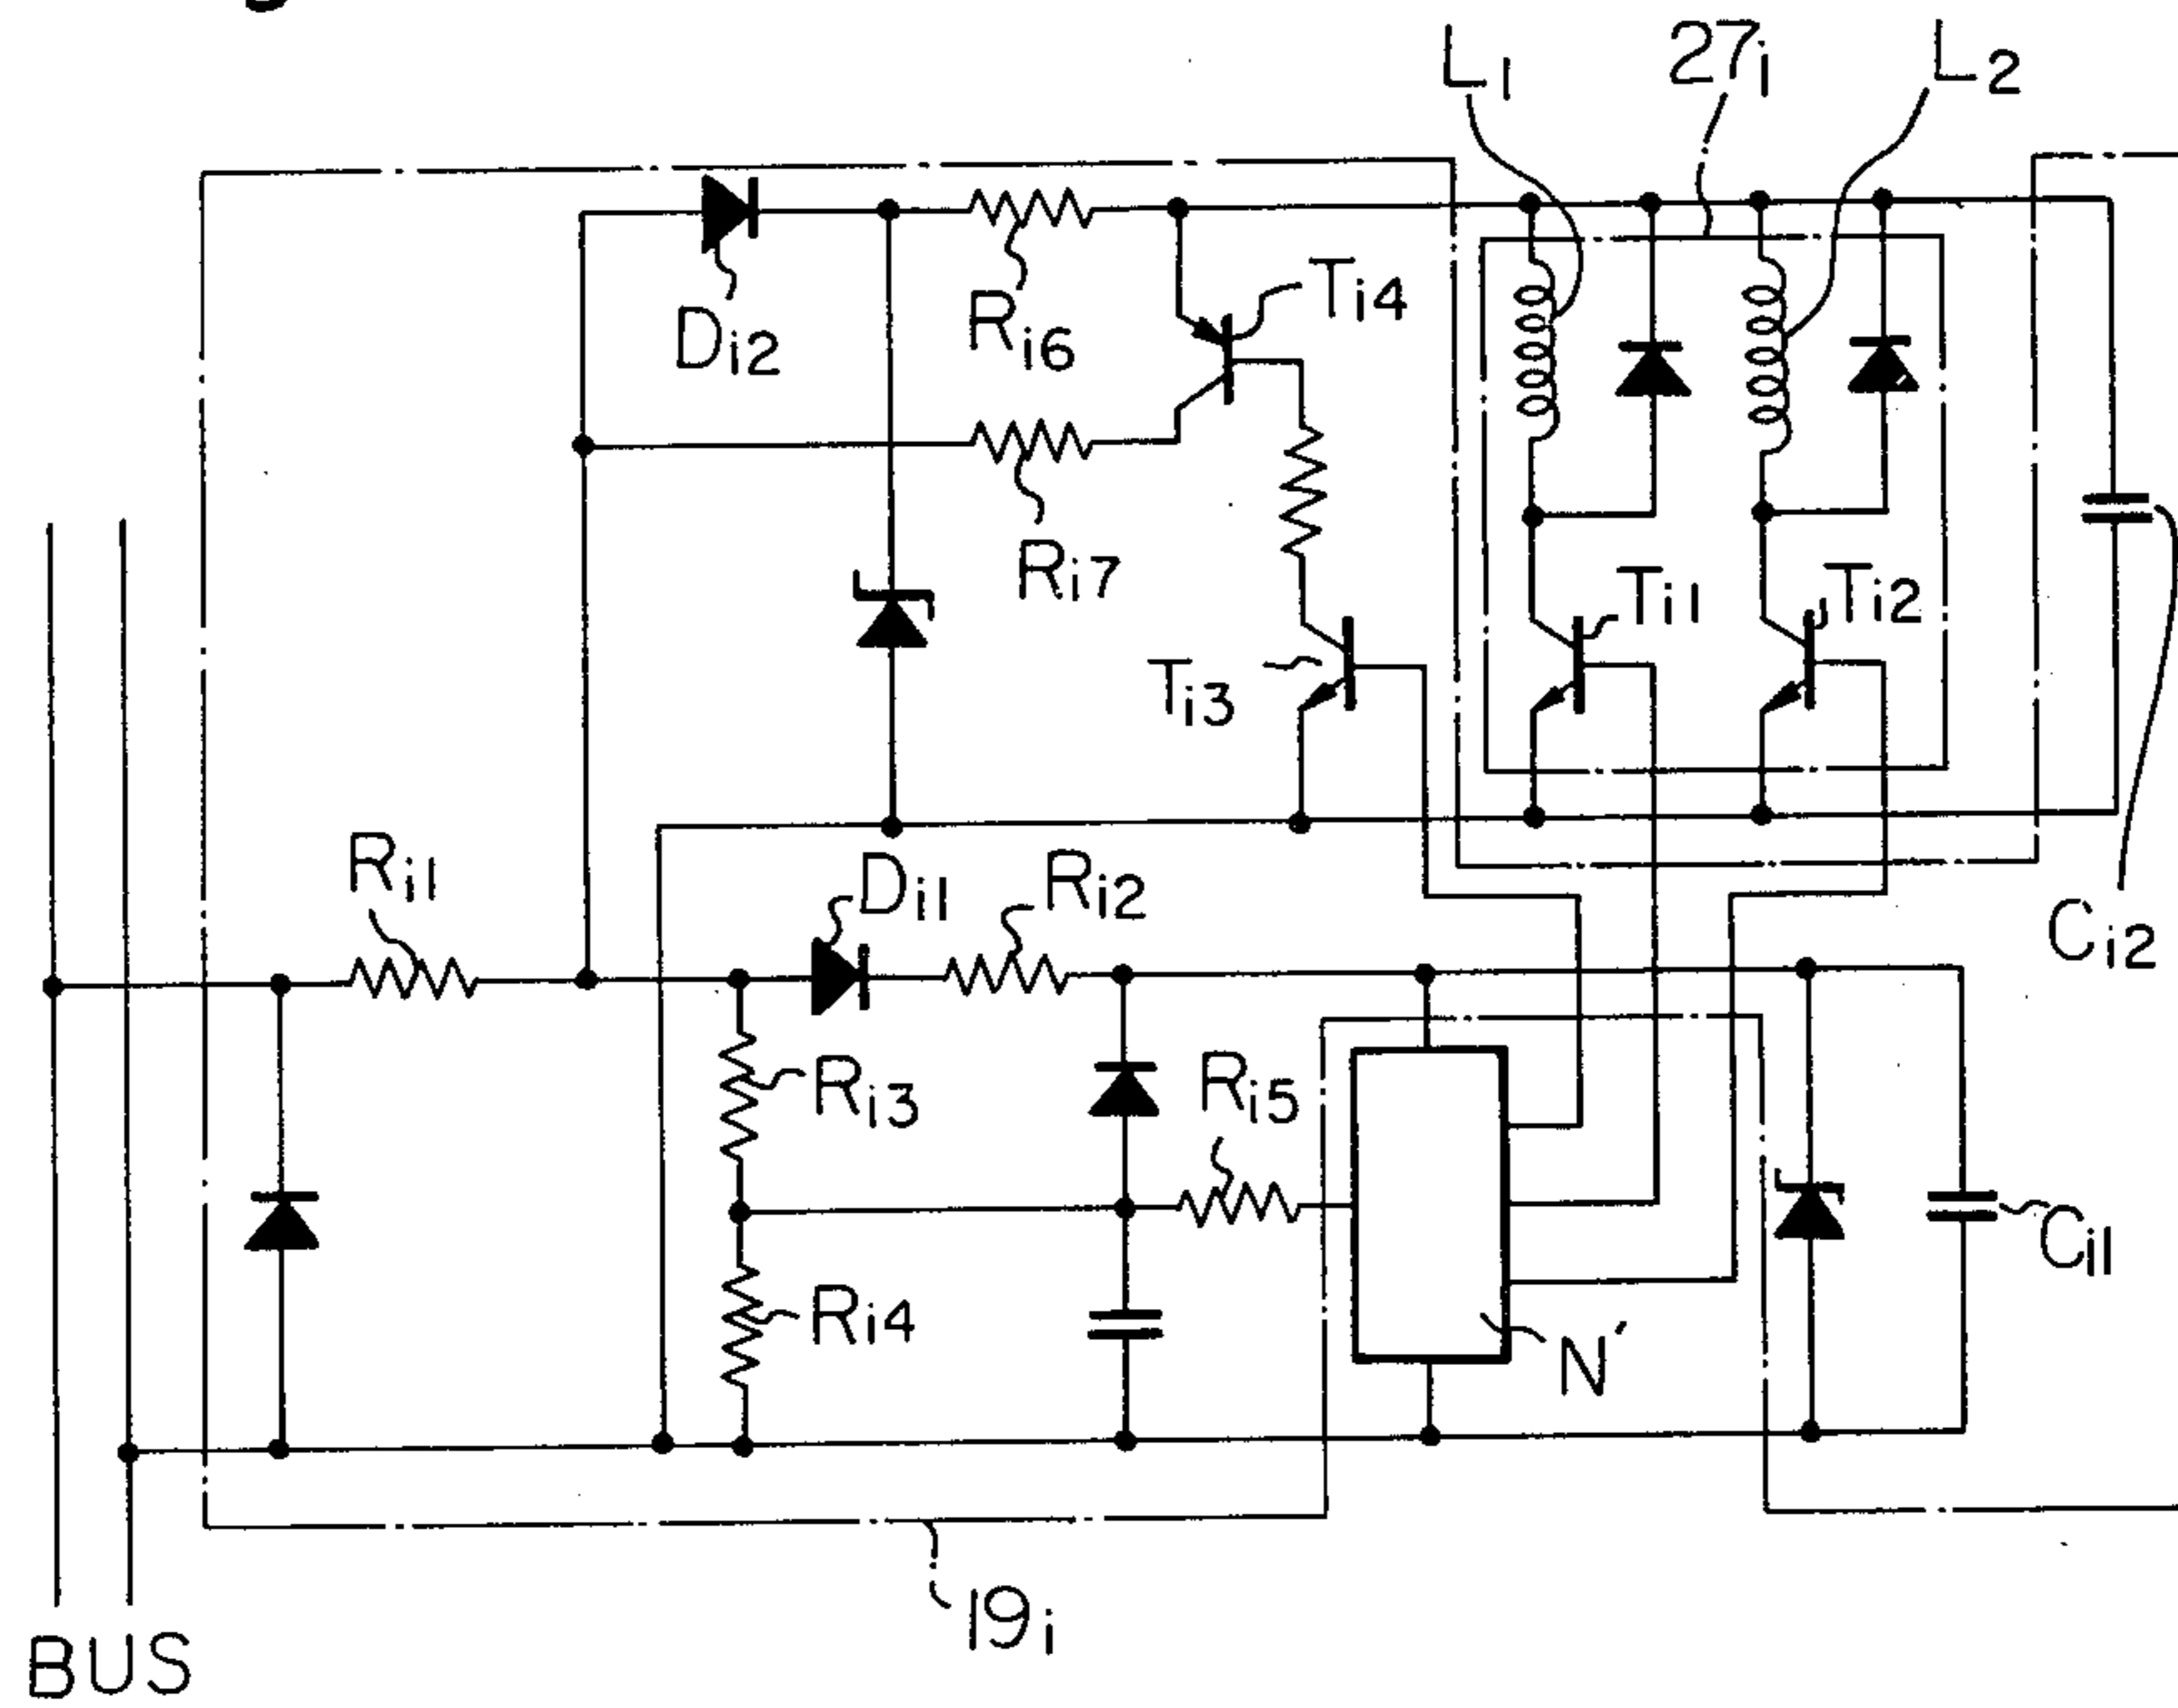 L1
27i
L2
Di2
Ri6
Ti4
Ri7
Ti1
Ti2
Ti3
Ri1
Di1
Ri2
Ci2
Ri3
Ri5
Ri4
N'
Ci1
19i
BUS